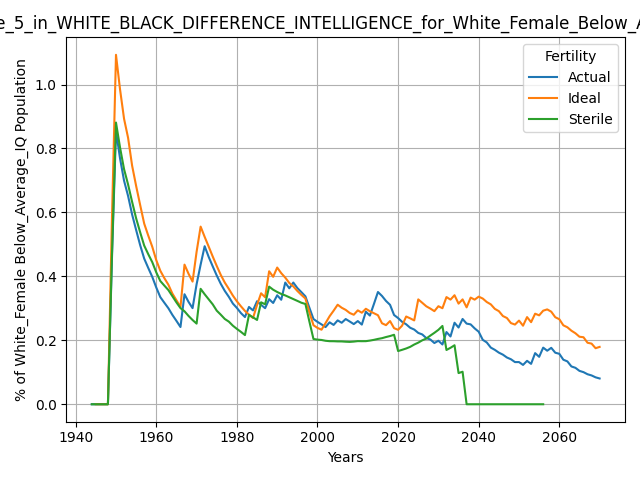 e_5_in_WHITE_BLACK_DIFFERENCE_INTELLIGENCE_for_White_Female_Below_A
% of White_Female Below_Average_IQ Population
1.0
0.8
0.6
0.4
0.2
0.0
Fertility
Actual
Ideal
Sterile
1940 1960 1980 2000 2020 2040 2060
Years